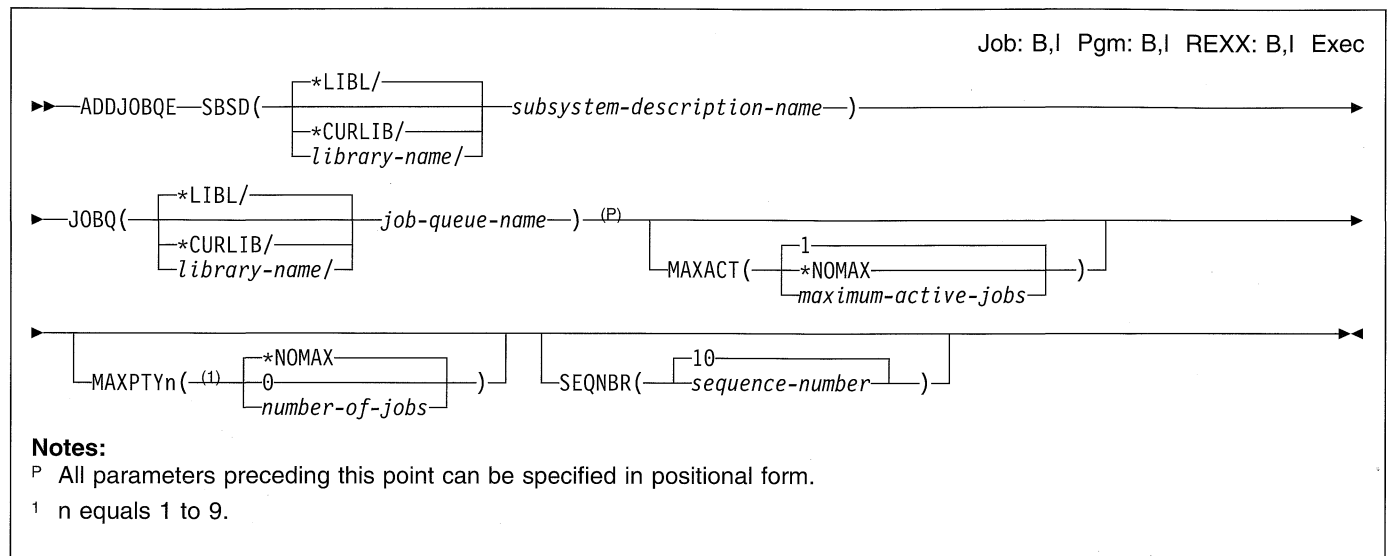 Job: B,I Pgm: B,I REXX: B,I Exec
*LIBL/
ADDJOBQE SBSD( subsystem-description-name )
*CURLIB/
library-name/
*LIBL/
JOBQ( job-queue-name ) (P)
*CURLIB/
library-name/
1
MAXACT( *NOMAX )
maximum-active-jobs
*NOMAX
MAXPTYn( (1) 0 )
number-of-jobs
10
SEQNBR( sequence-number )
Notes:
P All parameters preceding this point can be specified in positional form.
1 n equals 1 to 9.